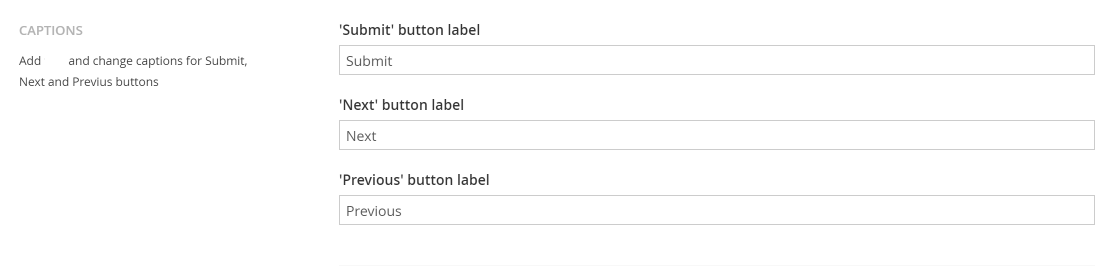 CAPTIONS
Add and change captions for Submit,
Next and Previus buttons
'Submit' button label
Submit
'Next' button label
Next
'Previous' button label
Previous